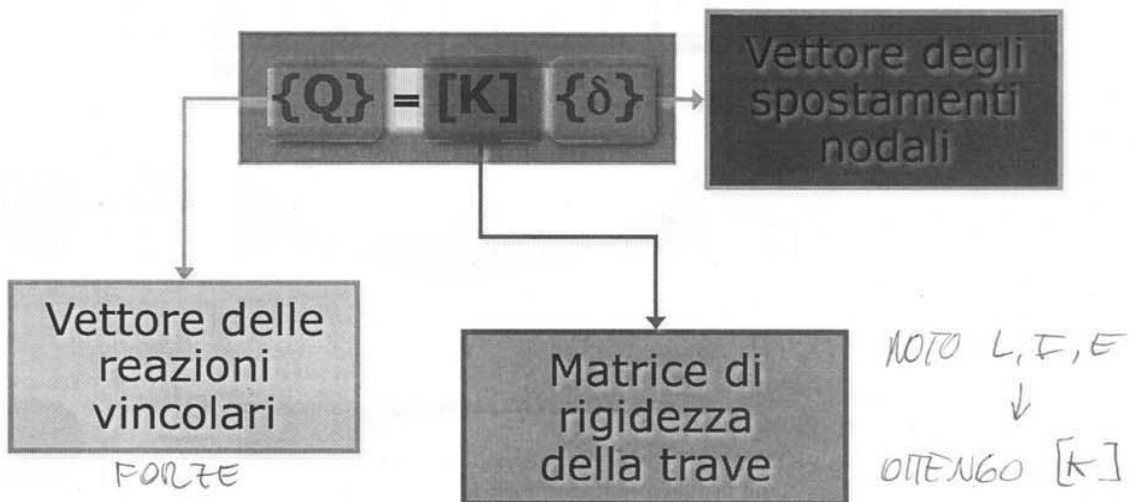 {Q} = [K] {δ}
Vettore degli
spostamenti
nodali
Vettore delle
reazioni
vincolari
FORZE
Matrice di
rigidezza
della trave
NOTO L, I, E
↓
OTTENGO [K]